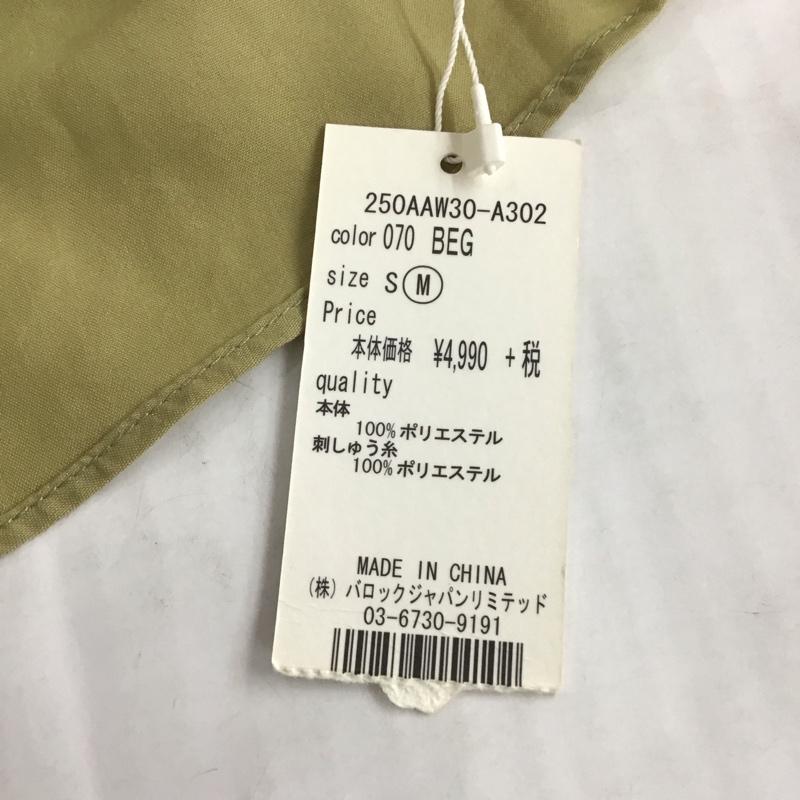 250AAW30-A302
color 070 BEG
size S M
Price
本体価格 ¥4,990 +税
quality
本体
100% ポリエステル
刺しゅう糸
100% ポリエステル
MADE IN CHINA
(株) バロックジャパンリミテッド
03-6730-9191